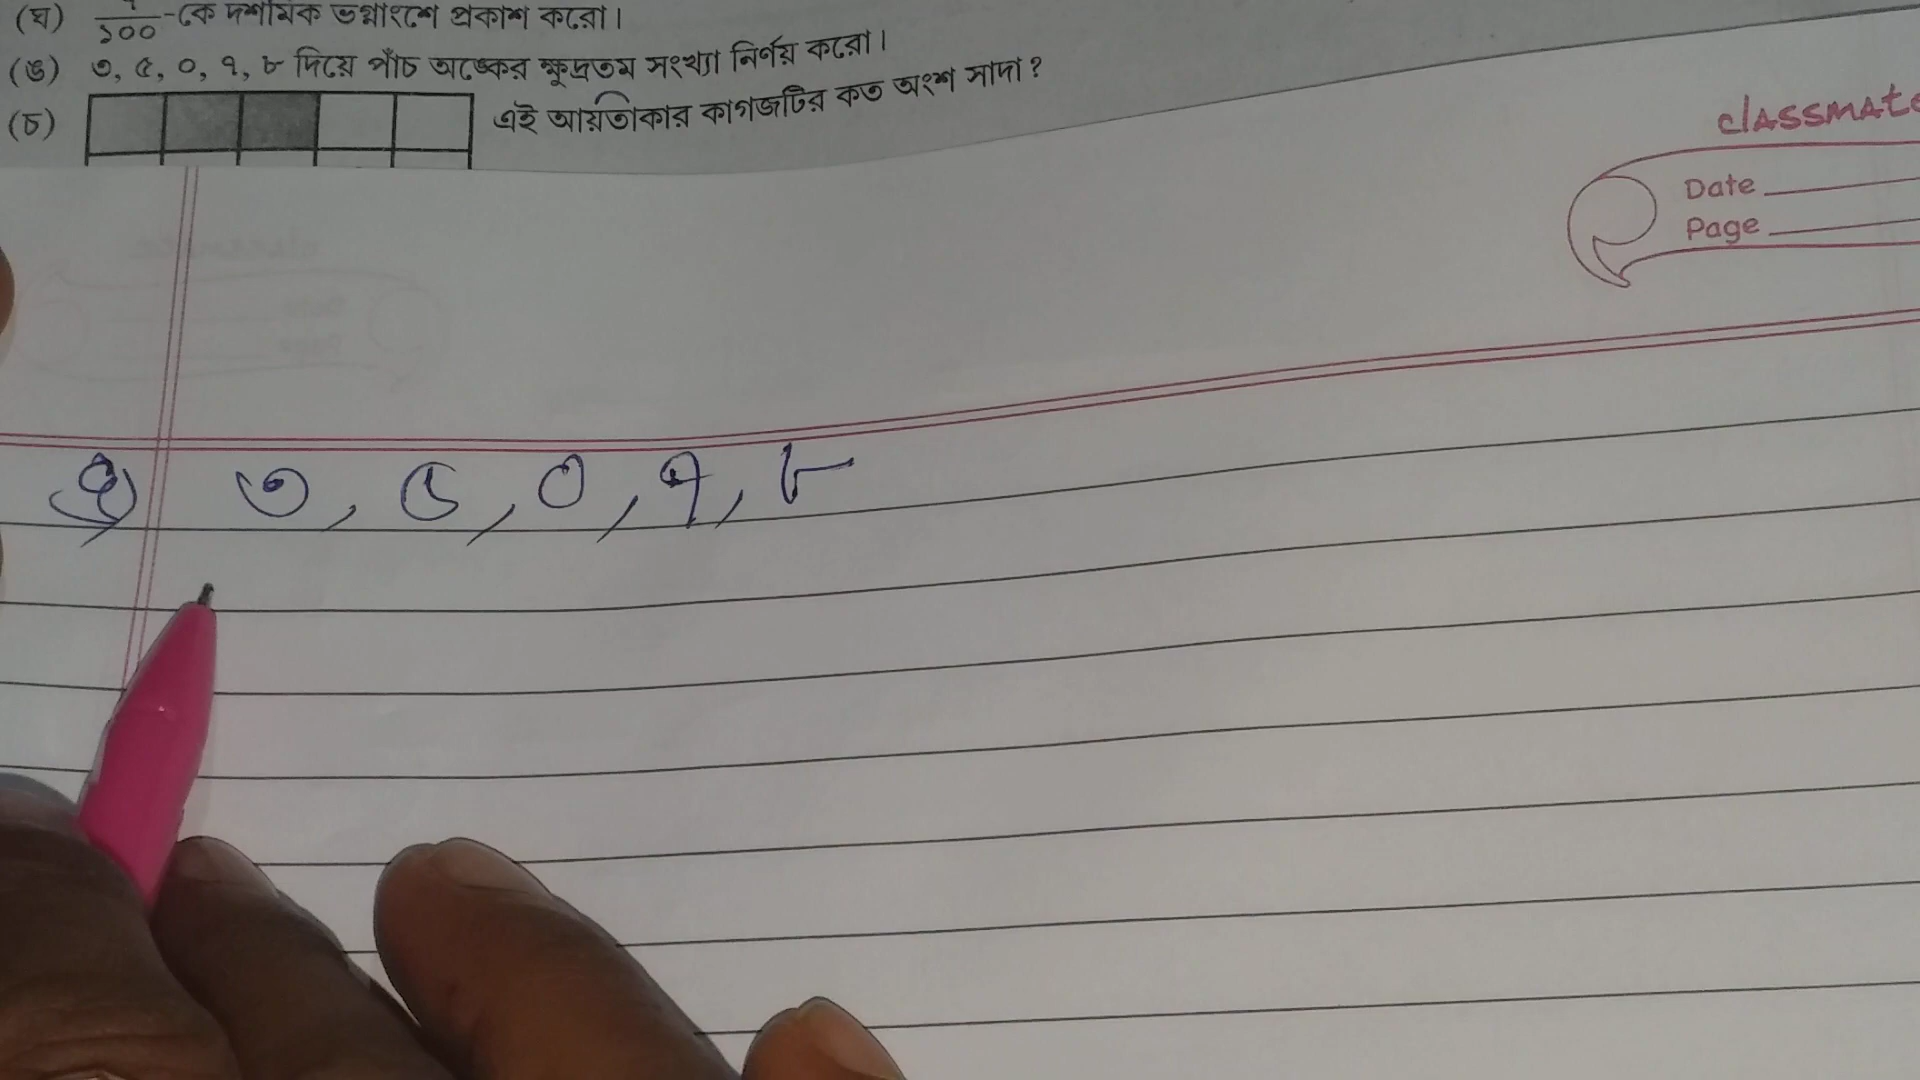 (ঘ) ১০০ -কে দশমিক ভগ্নাংশে প্রকাশ করো।
(ঙ) ৩, ৫, ০, ৭, ৮ দিয়ে পাঁচ অঙ্কের ক্ষুদ্রতম সংখ্যা নির্ণয় করো।
(চ) এই আয়তাকার কাগজটির কত অংশ সাদা?
classmate
Date
Page
ঙ) ৩, ৫, ০, ৭, ৮